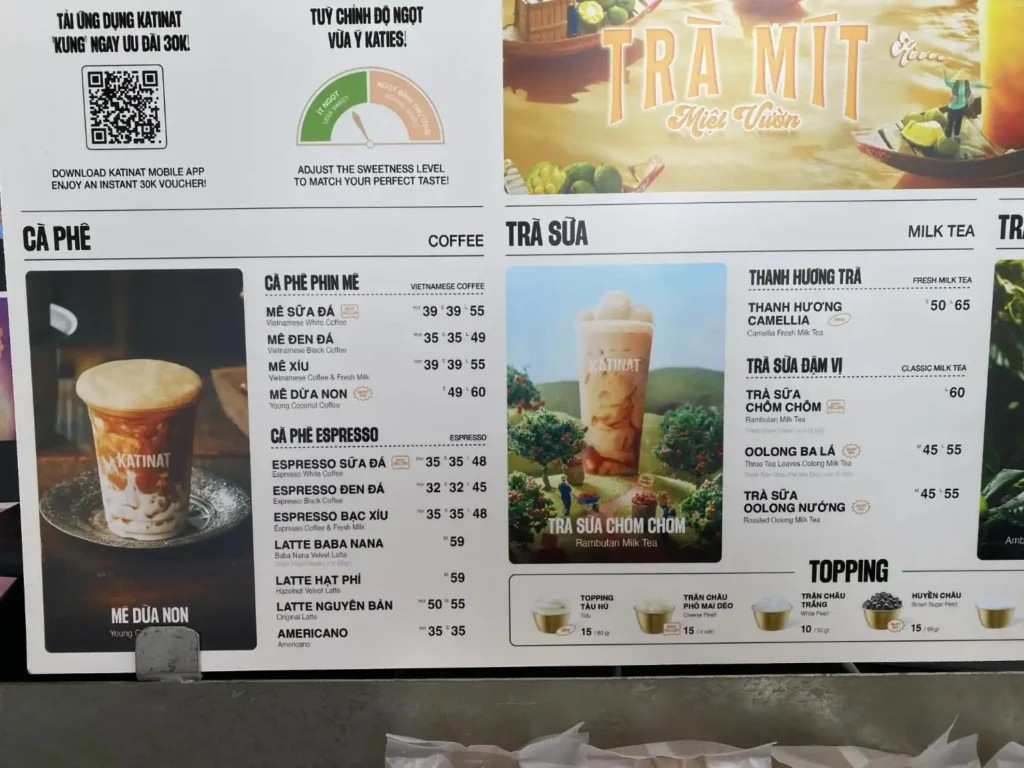 TẢI ỨNG DỤNG KATINAT
'KUNG' NGAY ƯU ĐÃI 30K!
DOWNLOAD KATINAT MOBILE APP
ENJOY AN INSTANT 30K VOUCHER!
TUỲ CHỈNH ĐỘ NGỌT
VỪA Ý KATIES!
ÍT NGỌT
LESS SWEET
ADJUST THE SWEETNESS LEVEL
TO MATCH YOUR PERFECT TASTE!
TRÀ MÍT
Miệt Vườn
CÀ PHÊ
COFFEE
KATINAT
MÊ DỪA NON
CÀ PHÊ PHIN MÊ
VIETNAMESE COFFEE
MÊ SỮA ĐÁ 39 39 55
Vietnamese White Coffee
MÊ ĐEN ĐÁ 35 35 49
Vietnamese Black Coffee
MÊ XỈU 39 39 55
Vietnamese Coffee & Fresh Milk
MÊ DỪA NON 49 60
Young Coconut Coffee
CÀ PHÊ ESPRESSO
ESPRESSO
ESPRESSO SỮA ĐÁ 35 35 48
Espresso White Coffee
ESPRESSO ĐEN ĐÁ 32 32 45
Espresso Black Coffee
ESPRESSO BẠC XỈU 35 35 48
Espresso Coffee & Fresh Milk
LATTE BABA NANA 59
Baba Nana Velvet Latte
LATTE HẠT PHỈ 59
Hazelnut Velvet Latte
LATTE NGUYÊN BẢN 50 55
Original Latte
AMERICANO 35 35
Americano
TRÀ SỮA
MILK TEA
KATINAT
TRÀ SỮA CHÔM CHÔM
Rambutan Milk Tea
THANH HƯƠNG TRÀ
FRESH MILK TEA
THANH HƯƠNG
CAMELLIA 50 65
Camellia Fresh Milk Tea
TRÀ SỮA ĐẬM VỊ
CLASSIC MILK TEA
TRÀ SỮA
CHÔM CHÔM 60
Rambutan Milk Tea
OOLONG BA LÁ 45 55
Three Tea Leaves Oolong Milk Tea
TRÀ SỮA
OOLONG NƯỚNG 45 55
Roasted Oolong Milk Tea
TOPPING
TOPPING
TÀU HŨ
Tofu
15
TRÂN CHÂU
PHÔ MAI DẺO
Cheese Pearl
15
TRÂN CHÂU
TRẮNG
White Pearl
10 / 50 gr
HUYỀN CHÂU
Brown Sugar Pearl
15 / 50 gr